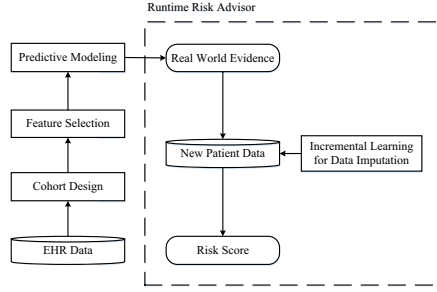 Runtime Risk Advisor
Predictive Modeling
Real World Evidence
Feature Selection
New Patient Data
Incremental Learning
for Data Imputation
Cohort Design
EHR Data
Risk Score